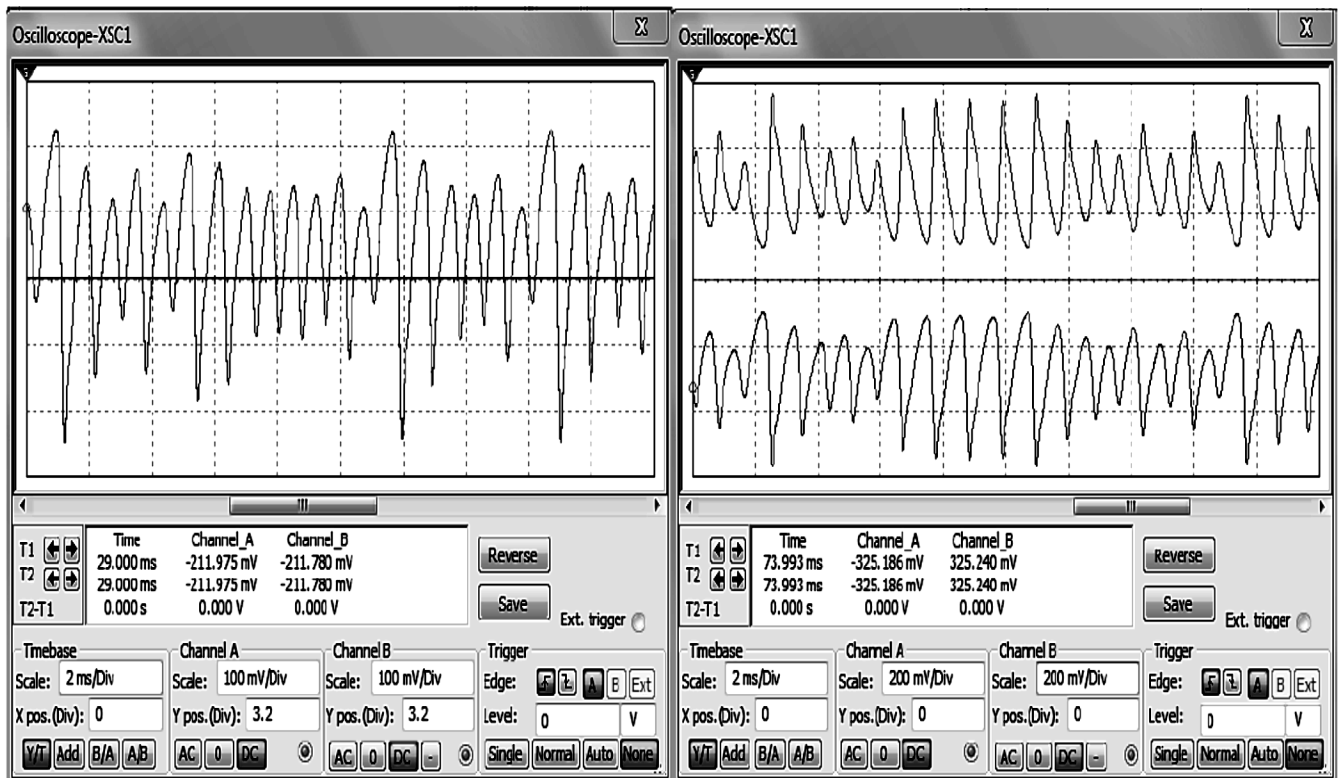 Oscilloscope-XSC1
X
T1
T2
T2-T1
Time Channel_A Channel_B
29.000 ms -211.975 mV -211.780 mV
29.000 ms -211.975 mV -211.780 mV
0.000 s 0.000 V 0.000 V
Reverse
Save
Ext. trigger
Timebase
Scale: 2 ms/Div
X pos.(Div): 0
Y/T Add B/A A/B
Channel A
Scale: 100 mV/Div
Y pos.(Div): 3.2
AC 0 DC
Channel B
Scale: 100 mV/Div
Y pos.(Div): 3.2
AC 0 DC -
Trigger
Edge: A B Ext
Level: 0 V
Single Normal Auto None
Oscilloscope-XSC1
X
T1
T2
T2-T1
Time Channel_A Channel_B
73.993 ms -325.186 mV 325.240 mV
73.993 ms -325.186 mV 325.240 mV
0.000 s 0.000 V 0.000 V
Reverse
Save
Ext. trigger
Timebase
Scale: 2 ms/Div
X pos.(Div): 0
Y/T Add B/A A/B
Channel A
Scale: 200 mV/Div
Y pos.(Div): 0
AC 0 DC
Channel B
Scale: 200 mV/Div
Y pos.(Div): 0
AC 0 DC -
Trigger
Edge: A B Ext
Level: 0 V
Single Normal Auto None